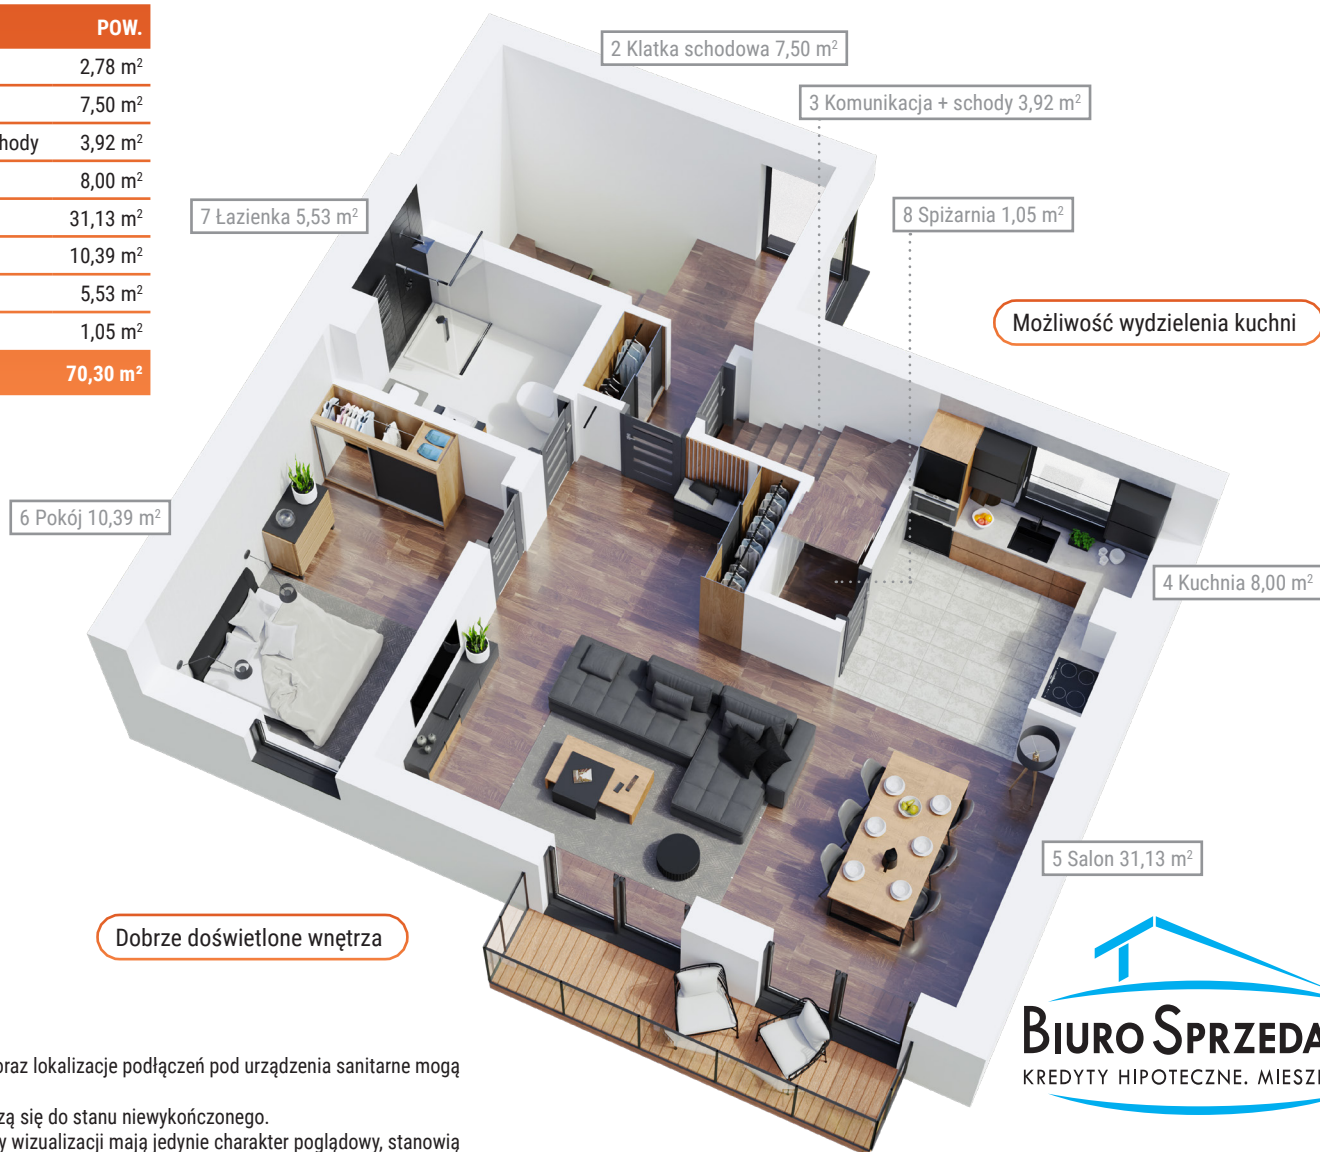 POW.
2,78 m²
7,50 m²
hody 3,92 m²
8,00 m²
31,13 m²
10,39 m²
5,53 m²
1,05 m²
70,30 m²
2 Klatka schodowa 7,50 m²
3 Komunikacja + schody 3,92 m²
7 Łazienka 5,53 m²
8 Spiżarnia 1,05 m²
Możliwość wydzielenia kuchni
6 Pokój 10,39 m²
4 Kuchnia 8,00 m²
5 Salon 31,13 m²
Dobrze doświetlone wnętrza
BIURO SPRZEDA
KREDYTY HIPOTECZNE. MIESZ
oraz lokalizacje podłączeń pod urządzenia sanitarne mogą
zą się do stanu niewykończonego.
y wizualizacji mają jedynie charakter poglądowy, stanowią